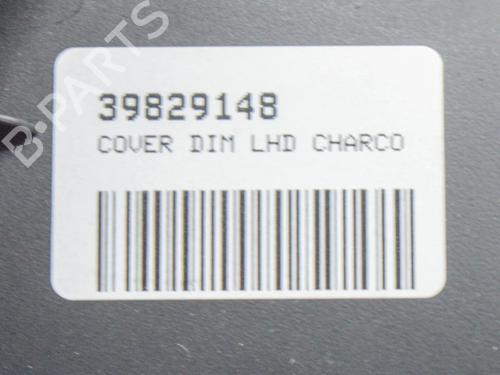 B-PARTS
39829148
COVER DIM LHD CHARCO